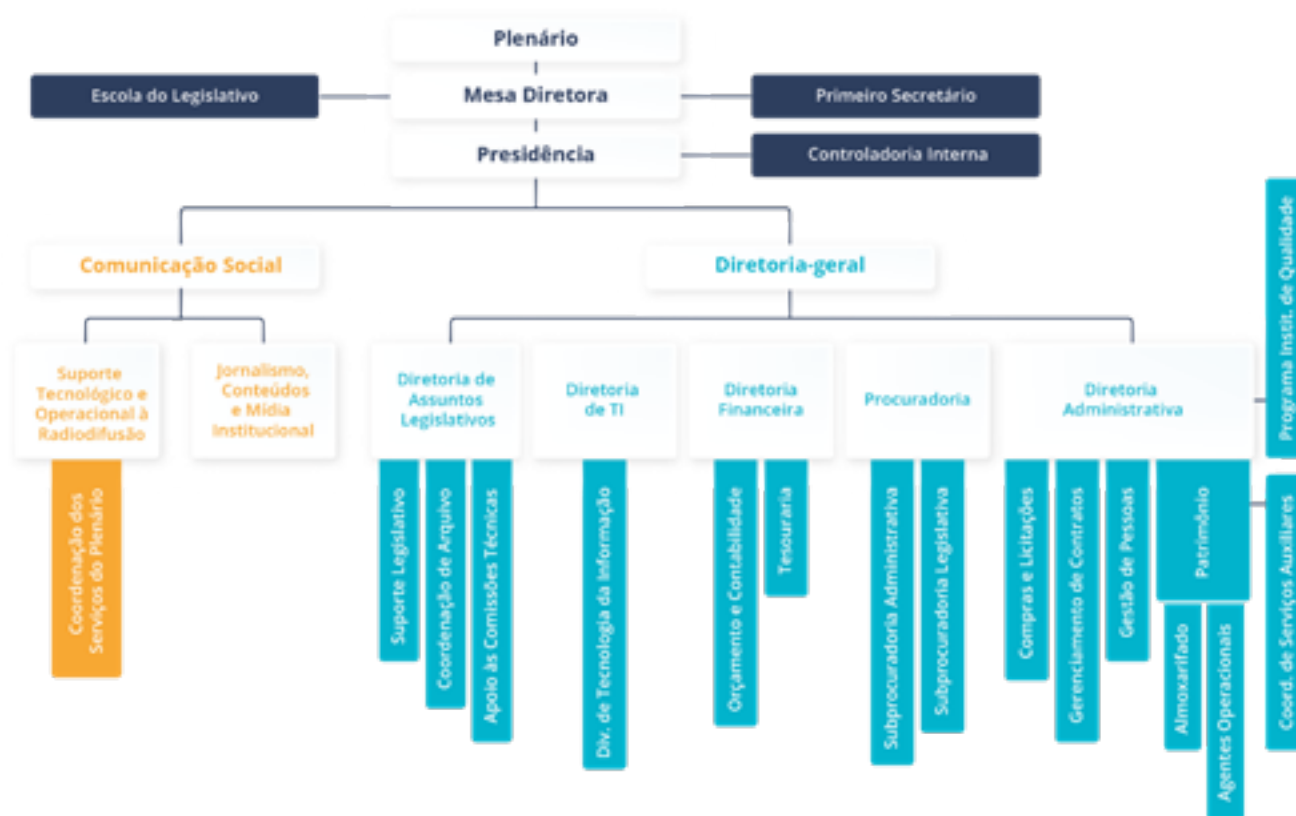 Plenário
Escola do Legislativo
Mesa Diretora
Primeiro Secretário
Presidência
Controladoria Interna
Comunicação Social
Diretoria-geral
Programa Instit. de Qualidade
Suporte
Tecnológico e
Operacional à
Radiodifusão
Jornalismo,
Conteúdos
e Mídia
Institucional
Diretoria de
Assuntos
Legislativos
Diretoria
de TI
Diretoria
Financeira
Procuradoria
Diretoria
Administrativa
Coordenação dos
Serviços do Plenário
Suporte Legislativo
Coordenação de Arquivo
Apoio às Comissões Técnicas
Div. de Tecnologia da Informação
Orçamento e Contabilidade
Tesouraria
Subprocuradoria Administrativa
Subprocuradoria Legislativa
Compras e Licitações
Gerenciamento de Contratos
Gestão de Pessoas
Patrimônio
Almoxarifado
Agentes Operacionais
Coord. de Serviços Auxiliares